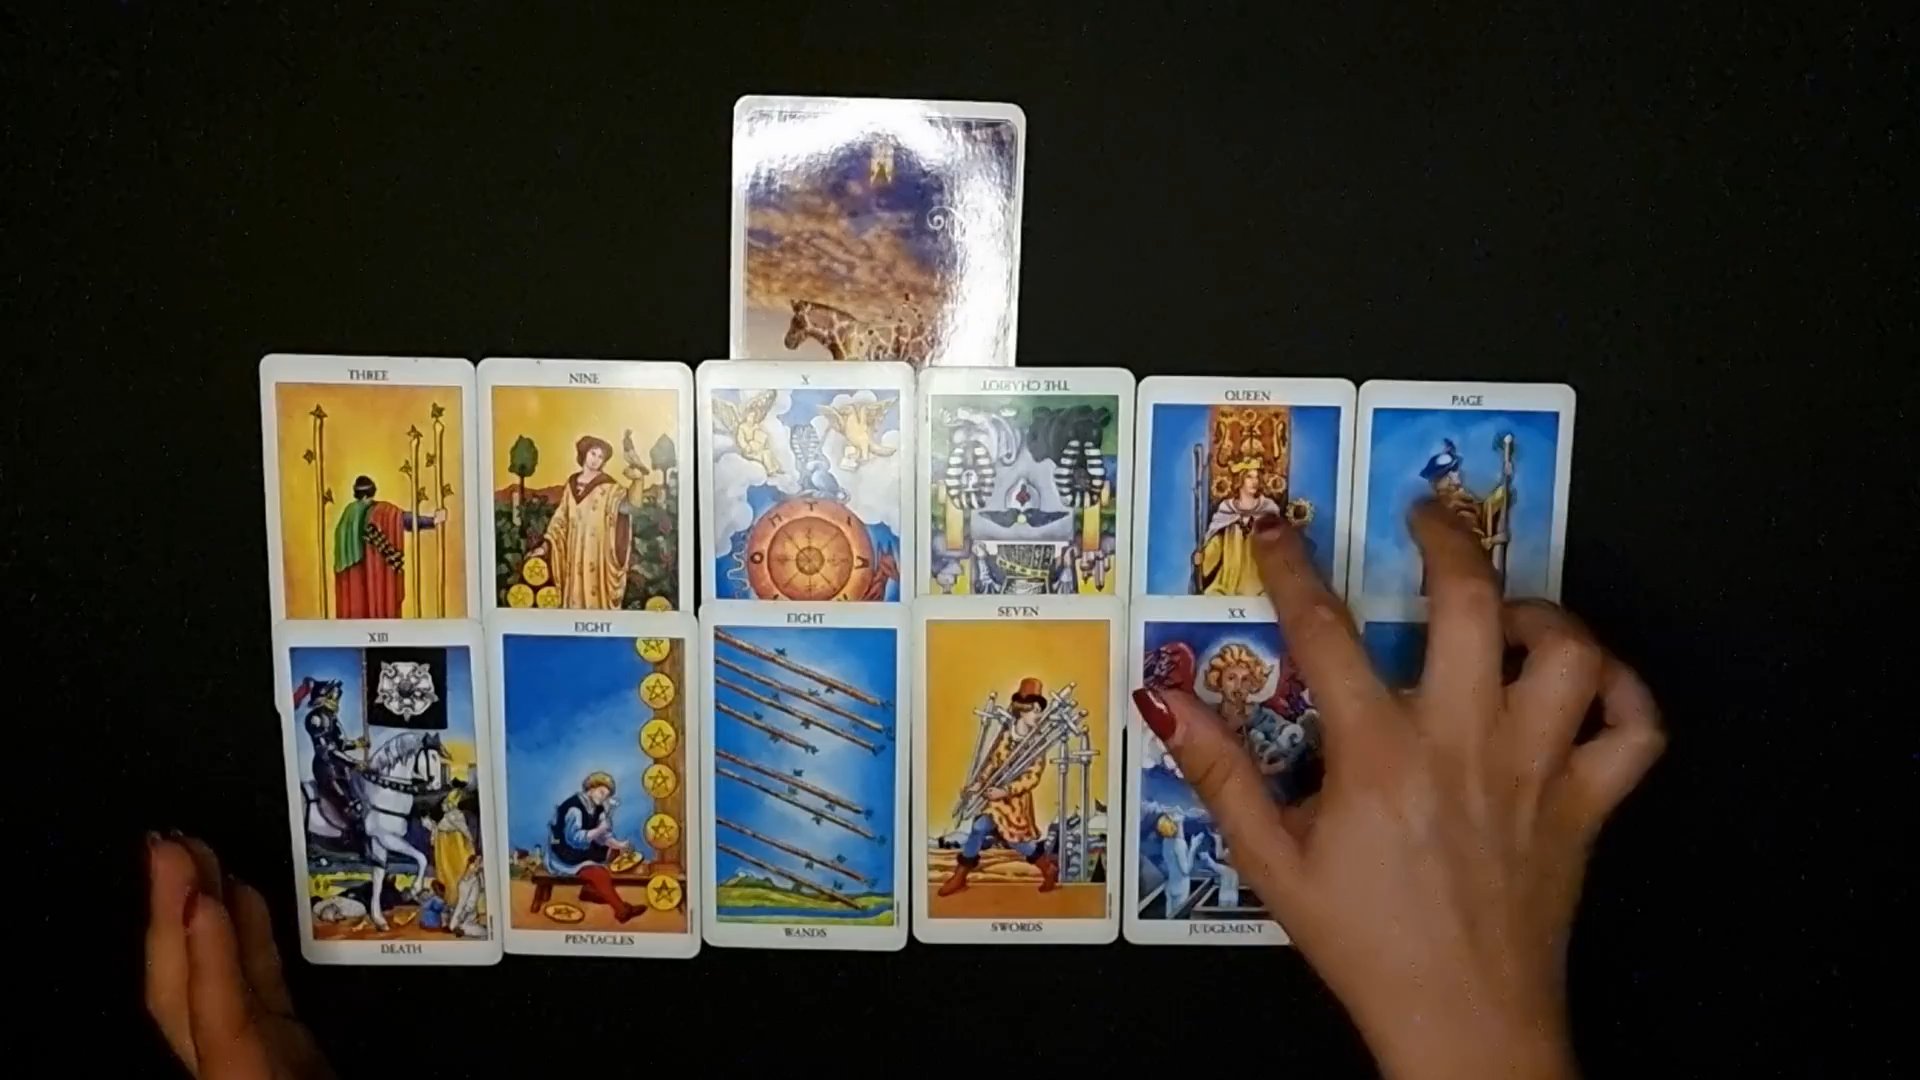 THREE
NINE
X
THE CHARIOT
QUEEN
PAGE
XIII
EIGHT
EIGHT
SEVEN
XX
DEATH
PENTACLES
WANDS
SWORDS
JUDGEMENT